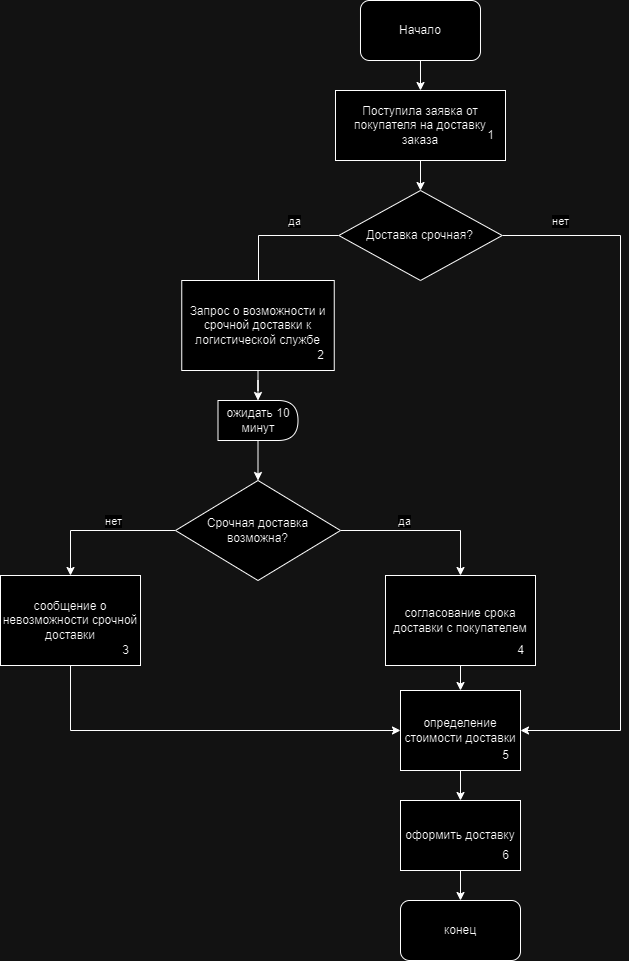 Начало
Поступила заявка от
покупателя на доставку
заказа
1
Доставка срочная?
да
нет
Запрос о возможности и
срочной доставки к
логистической службе
2
ожидать 10
минут
Срочная доставка
возможна?
нет
да
сообщение о
невозможности срочной
доставки
3
согласование срока
доставки с покупателем
4
определение
стоимости доставки
5
оформить доставку
6
конец